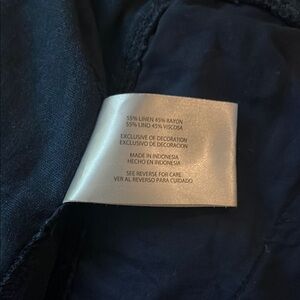 55% LINEN 45% RAYON
55% LINO 45% VISCOSA
EXCLUSIVE OF DECORATION
EXCLUSIVO DE DECORACION
MADE IN INDONESIA
HECHO EN INDONESIA
SEE REVERSE FOR CARE
VER AL REVERSO PARA CUIDADO